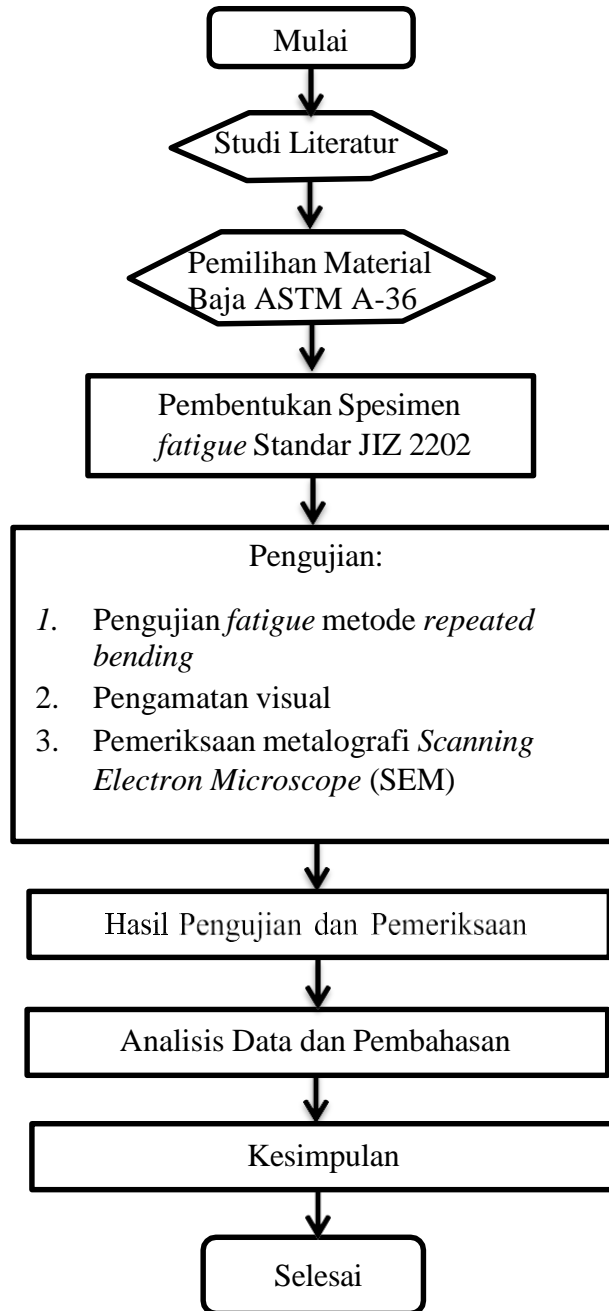 Mulai
Studi Literatur
Pemilihan Material
Baja ASTM A-36
Pembentukan Spesimen
fatigue Standar JIZ 2202
Pengujian:
1. Pengujian fatigue metode repeated
bending
2. Pengamatan visual
3. Pemeriksaan metalografi Scanning
Electron Microscope (SEM)
Hasil Pengujian dan Pemeriksaan
Analisis Data dan Pembahasan
Kesimpulan
Selesai